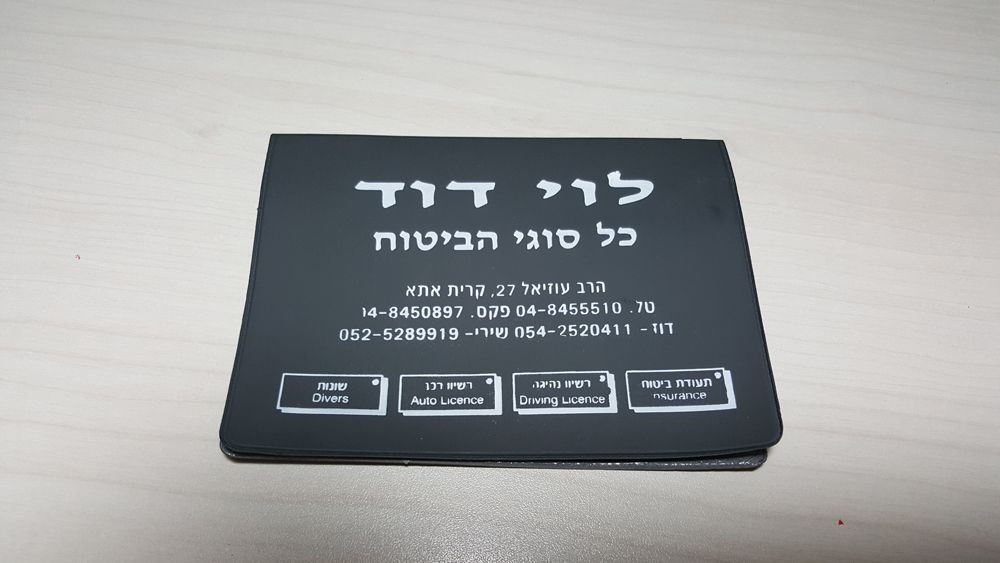 לוי דוד
כל סוגי הביטוח
הרב עוזיאל 27, קרית אתא
טל. 04-8455510 פקס. 04-8450897
דוד - 054-2520411 שירי- 052-5289919
תעודת ביטוח
nsurance
רשיון נהיגה
Driving Licence
רשיון רכב
Auto Licence
שונות
Divers